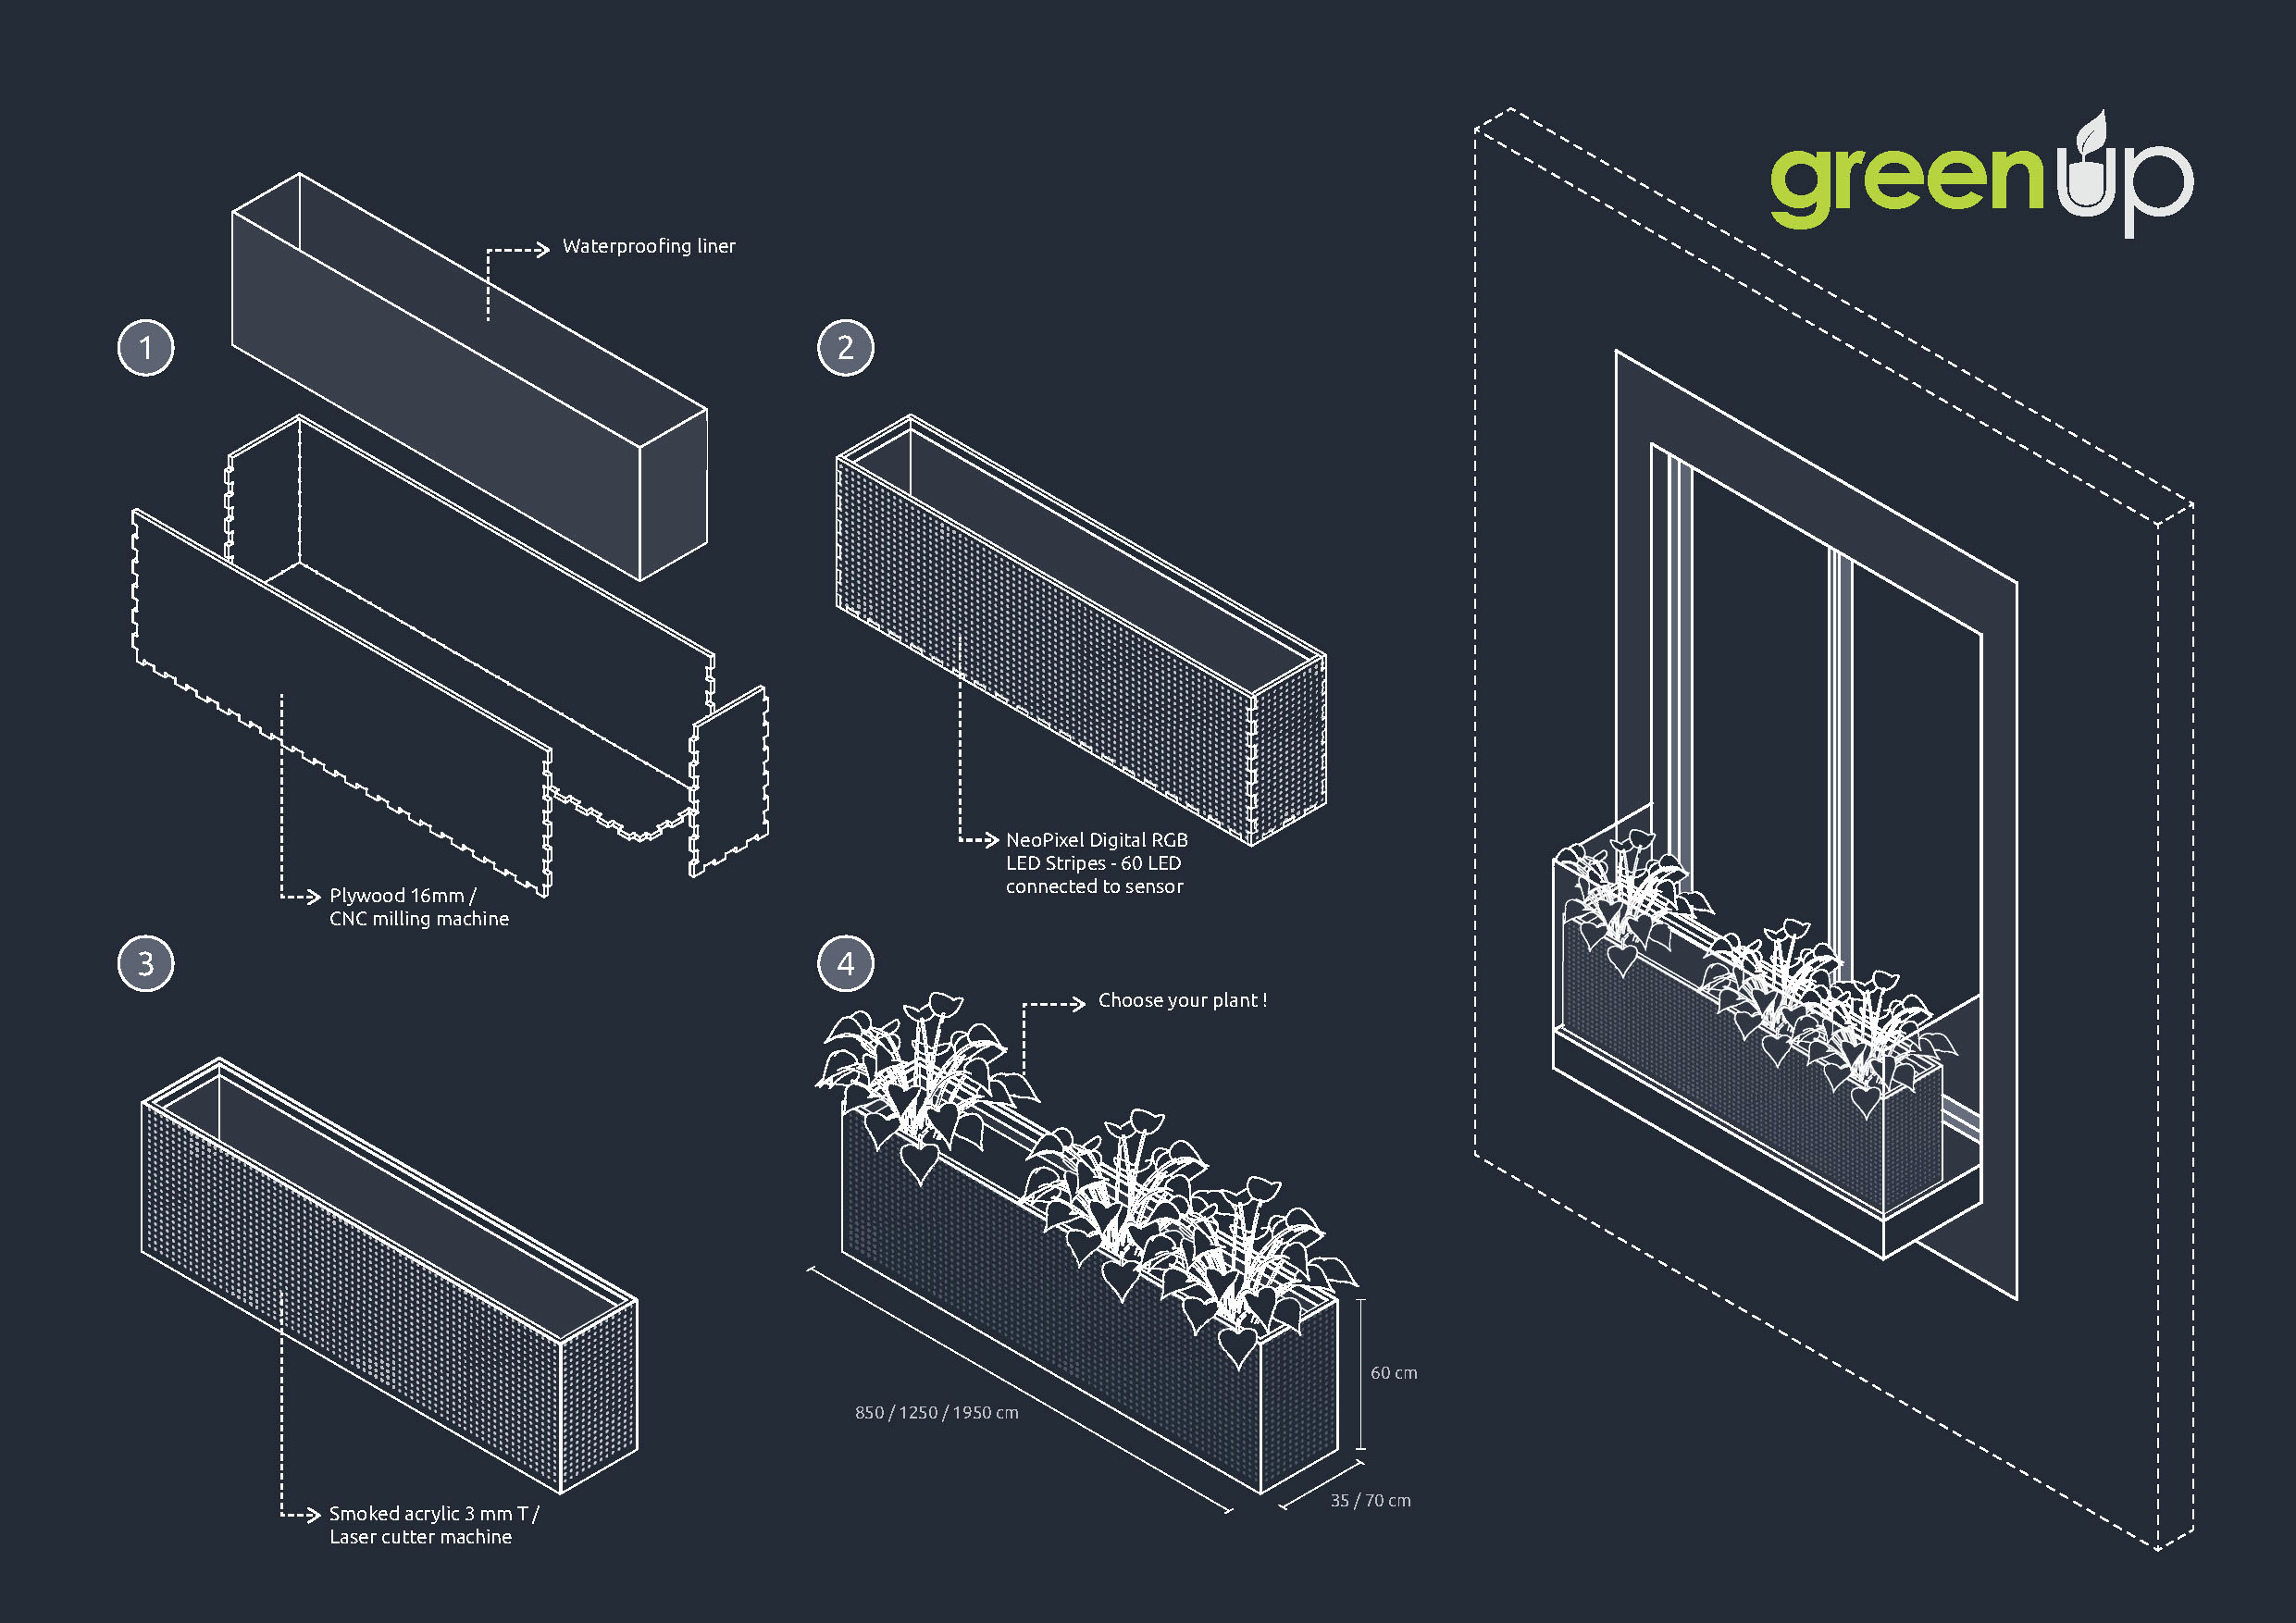 greenup
1
Waterproofing liner
Plywood 16mm /
CNC milling machine
2
NeoPixel Digital RGB
LED Stripes - 60 LED
connected to sensor
3
Smoked acrylic 3 mm T /
Laser cutter machine
4
Choose your plant !
60 cm
850 / 1250 / 1950 cm
35 / 70 cm